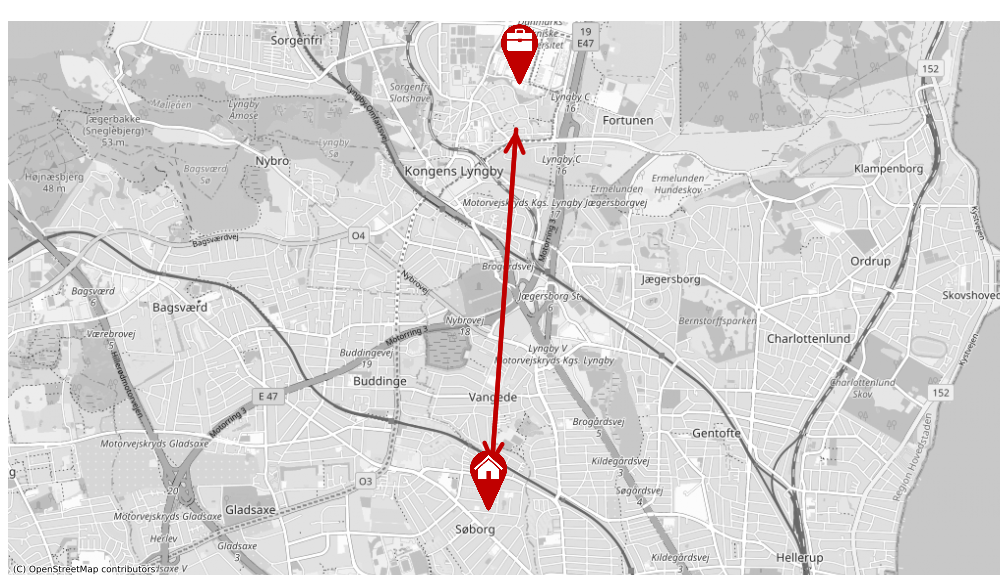 Danmarks
Sorgenfri
19
E47
152
Sorgenfri
Slotshave
Mølleåen
Lyngby
Åmose
Lyngby C
16
Jægerbakke
(Sneglebjerg)
53 m
Lyngby Omfartsvej
Fortunen
Lyngby
Sø
Nybro
Lyngby C
16
Bagsværd
Sø
Kongens Lyngby
Klampenborg
Højnæsbjerg
48 m
Ermelunden
Hundeskov
Ermelunden
Motorvejskryds Kgs. Lyngby Jægersborgvej
Kystvejen
O4
Bagsværdvej
Motorring 3
Ordrup
Brogårdsvej
Nybrovej
Jægersborg
Bagsværd
Jægersborg St
6
Skovshoved
Bagsværd
Nybrovej
18
Bernstorffsparken
Værebrovej
Motorring 3
Charlottenlund
Kystvejen
Lyngby V
Buddingevej
19
Motorvejskryds Kgs. Lyngby
Hillerødmotorvejen
Buddinge
Charlottenlund
Skov
152
E 47
Vangede
Motorring 3
Brogårdsvej
5
Gentofte
Motorvejskryds Gladsaxe
Region Hovedstaden
Kildegårdsvej
3
g
O3
20
Søgårdsvej
4
Gladsaxe
Motorvejskryds Gladsaxe
Søborg
Herlev
Gladsaxe
3
Kildegårdsvej
3
Hellerup
(C) OpenStreetMap contributors